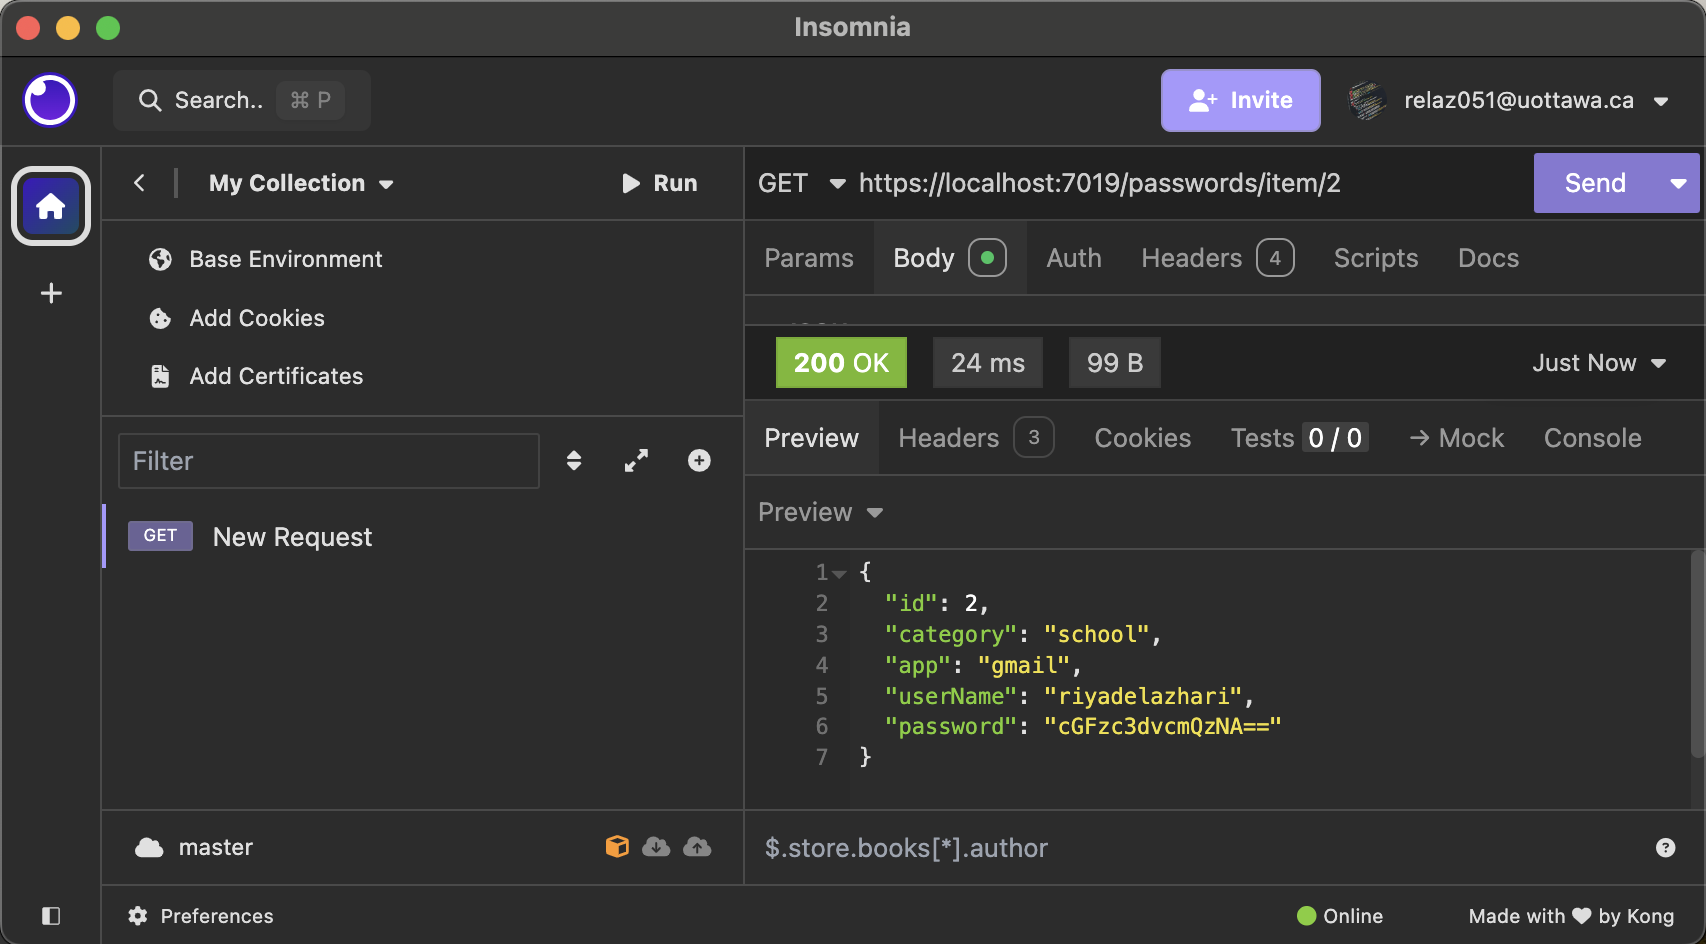 Insomnia
Search.. ⌘ P
Invite
relaz051@uottawa.ca
My Collection
Run
GET https://localhost:7019/passwords/item/2
Send
Base Environment
Add Cookies
Add Certificates
Filter
GET New Request
Params Body Auth Headers 4 Scripts Docs
200 OK 24 ms 99 B Just Now
Preview Headers 3 Cookies Tests 0 / 0 → Mock Console
Preview
1 {
2 "id": 2,
3 "category": "school",
4 "app": "gmail",
5 "userName": "riyadelazhari",
6 "password": "cGFzc3dvcmQzNA=="
7 }
master
$.store.books[*].author
?
Preferences
Online
Made with ♥ by Kong